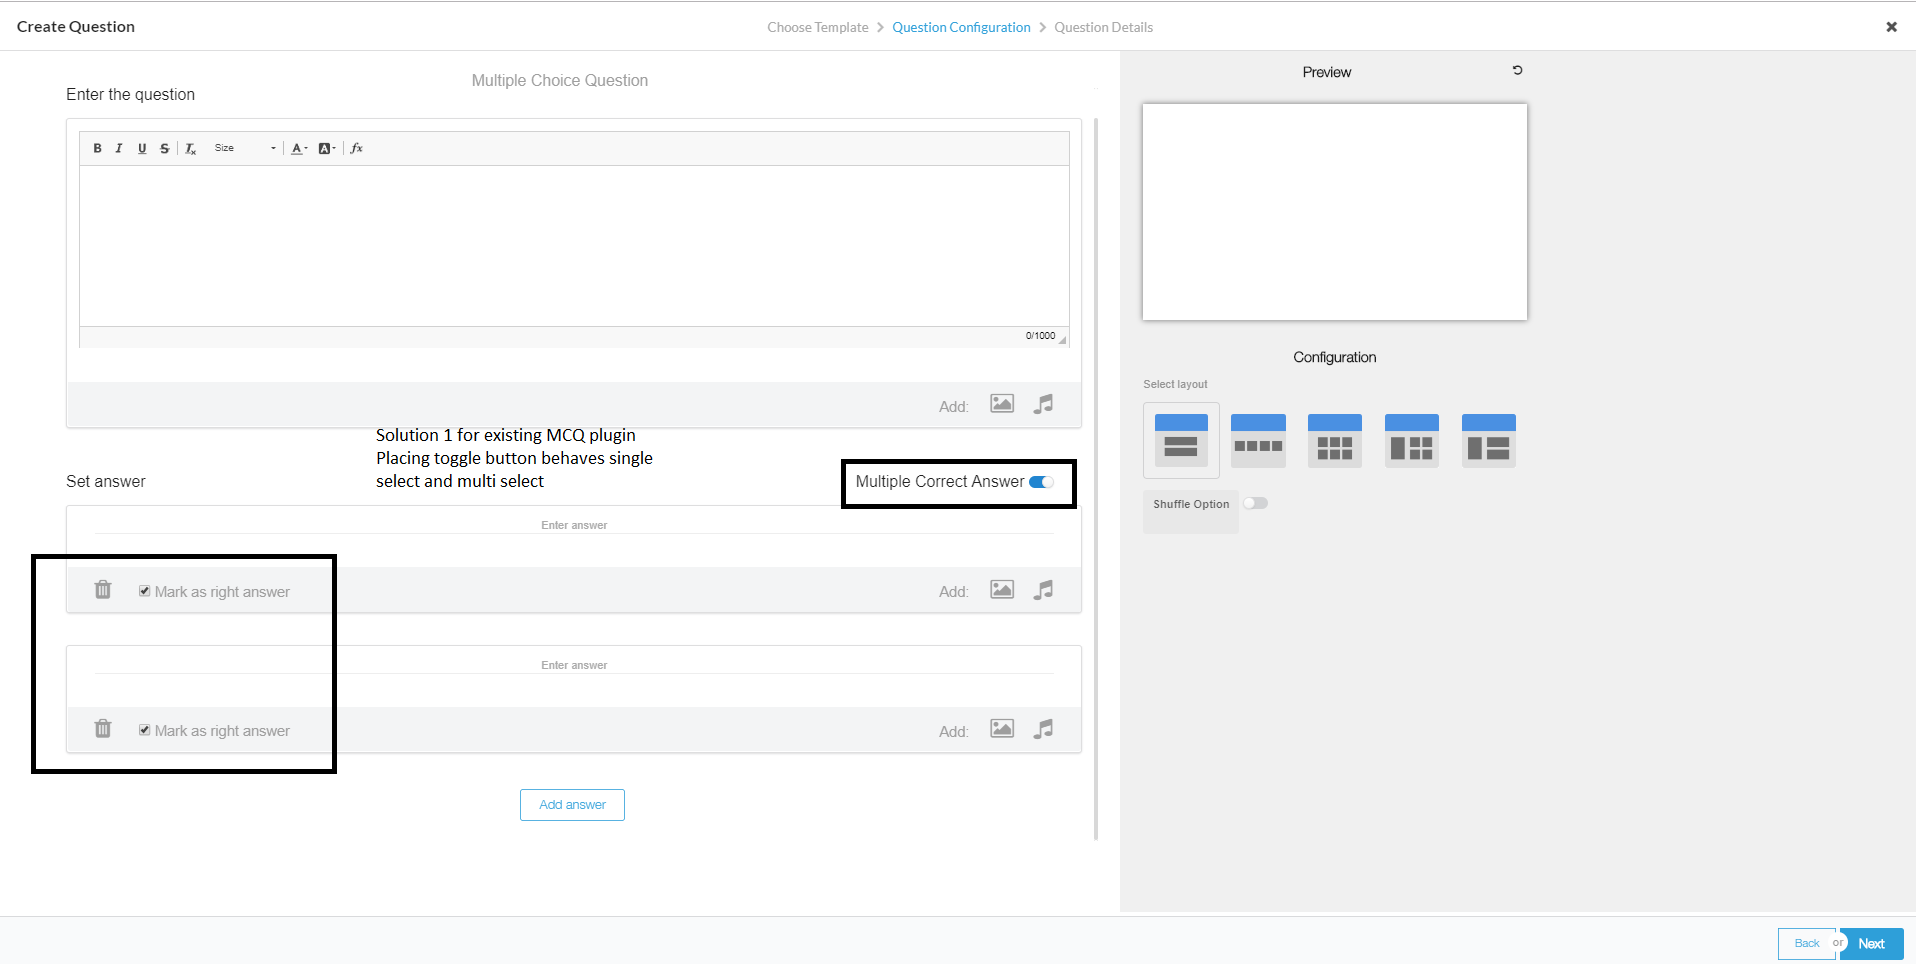 Create Question
Choose Template > Question Configuration > Question Details
Multiple Choice Question
Enter the question
B I U S Tx Size A A fx
0/1000
Add:
Solution 1 for existing MCQ plugin
Placing toggle button behaves single
select and multi select
Set answer
Multiple Correct Answer
Enter answer
Mark as right answer
Add:
Enter answer
Mark as right answer
Add:
Add answer
Preview
Configuration
Select layout
Shuffle Option
Back or Next